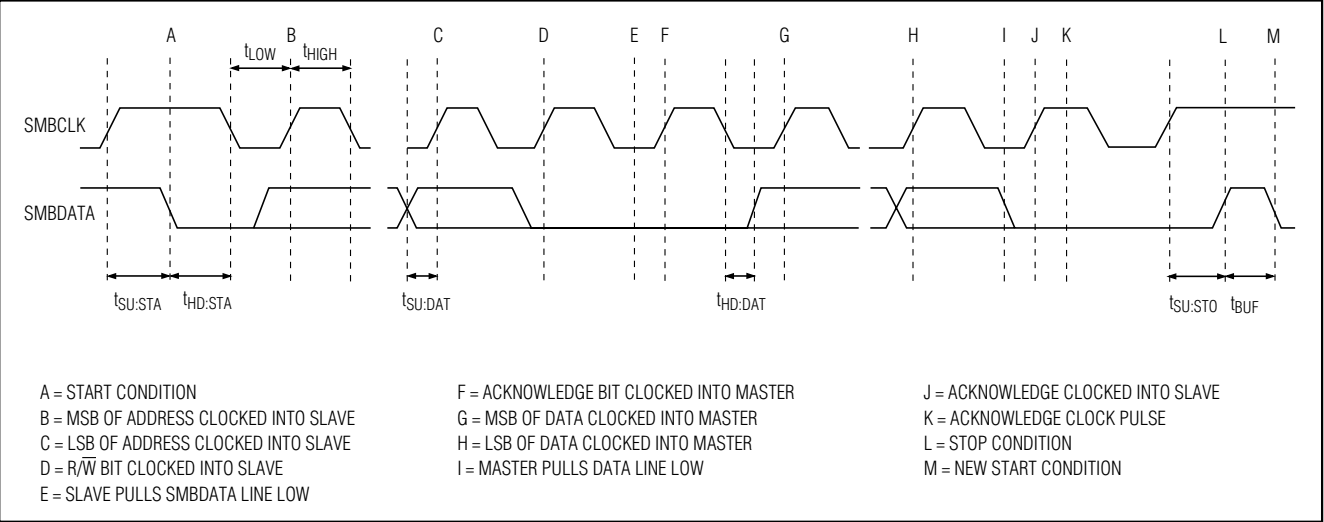 A B C D E F G H I J K L M
tLOW tHIGH
SMBCLK
SMBDATA
tSU:STA tHD:STA tSU:DAT tHD:DAT tSU:STO tBUF
A = START CONDITION
B = MSB OF ADDRESS CLOCKED INTO SLAVE
C = LSB OF ADDRESS CLOCKED INTO SLAVE
D = R/W̅ BIT CLOCKED INTO SLAVE
E = SLAVE PULLS SMBDATA LINE LOW
F = ACKNOWLEDGE BIT CLOCKED INTO MASTER
G = MSB OF DATA CLOCKED INTO MASTER
H = LSB OF DATA CLOCKED INTO MASTER
I = MASTER PULLS DATA LINE LOW
J = ACKNOWLEDGE CLOCKED INTO SLAVE
K = ACKNOWLEDGE CLOCK PULSE
L = STOP CONDITION
M = NEW START CONDITION